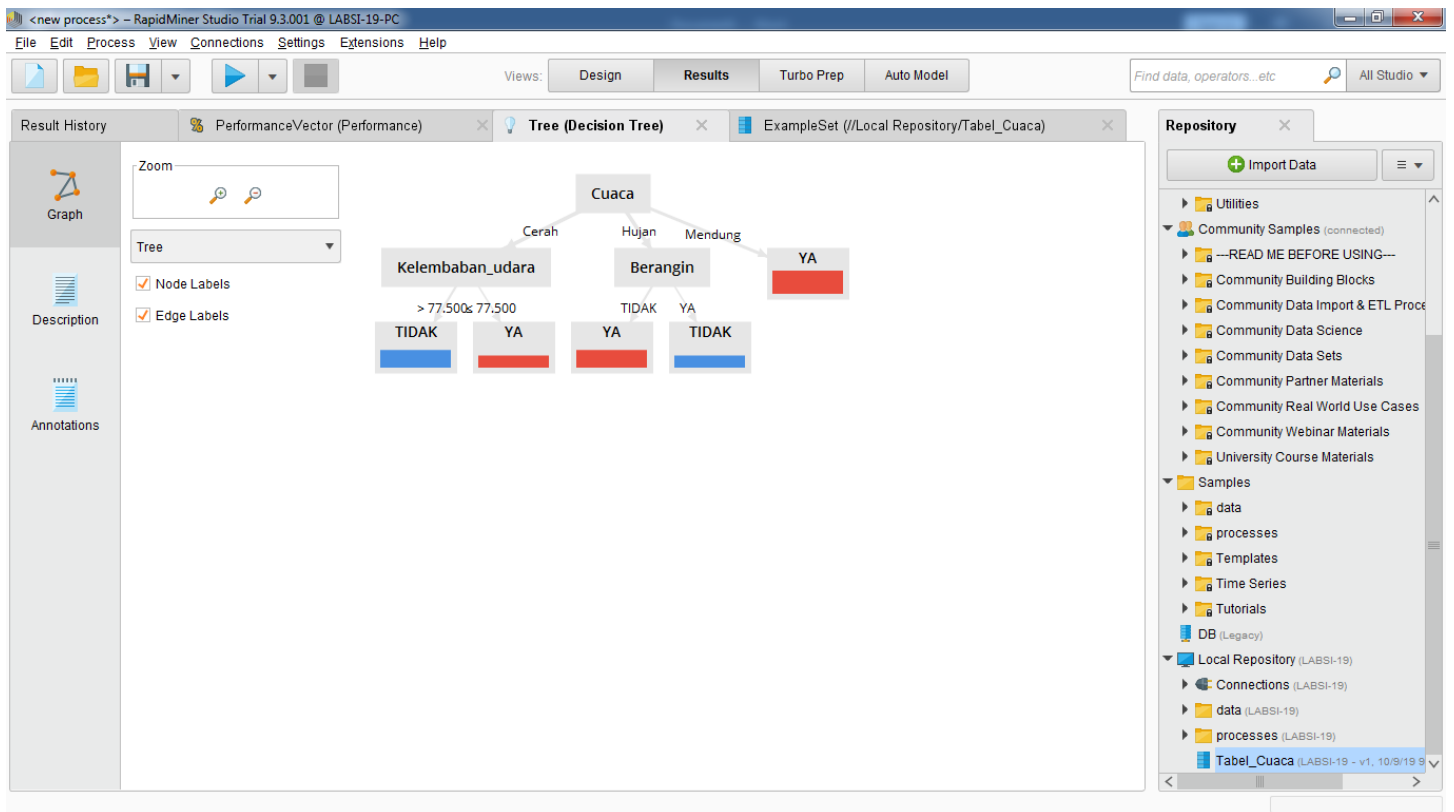 <new process*> – RapidMiner Studio Trial 9.3.001 @ LABSI-19-PC
File Edit Process View Connections Settings Extensions Help
Views: Design Results Turbo Prep Auto Model
Find data, operators...etc
All Studio
Result History
PerformanceVector (Performance)
Tree (Decision Tree)
ExampleSet (//Local Repository/Tabel_Cuaca)
Graph
Description
Annotations
Zoom
Tree
Node Labels
Edge Labels
Cuaca
Cerah Hujan Mendung
Kelembaban_udara Berangin YA
> 77.500 ≤ 77.500 TIDAK YA
TIDAK YA YA TIDAK
Repository
Import Data
Utilities
Community Samples (connected)
---READ ME BEFORE USING---
Community Building Blocks
Community Data Import & ETL Proce
Community Data Science
Community Data Sets
Community Partner Materials
Community Real World Use Cases
Community Webinar Materials
University Course Materials
Samples
data
processes
Templates
Time Series
Tutorials
DB (Legacy)
Local Repository (LABSI-19)
Connections (LABSI-19)
data (LABSI-19)
processes (LABSI-19)
Tabel_Cuaca (LABSI-19 - v1, 10/9/19 9